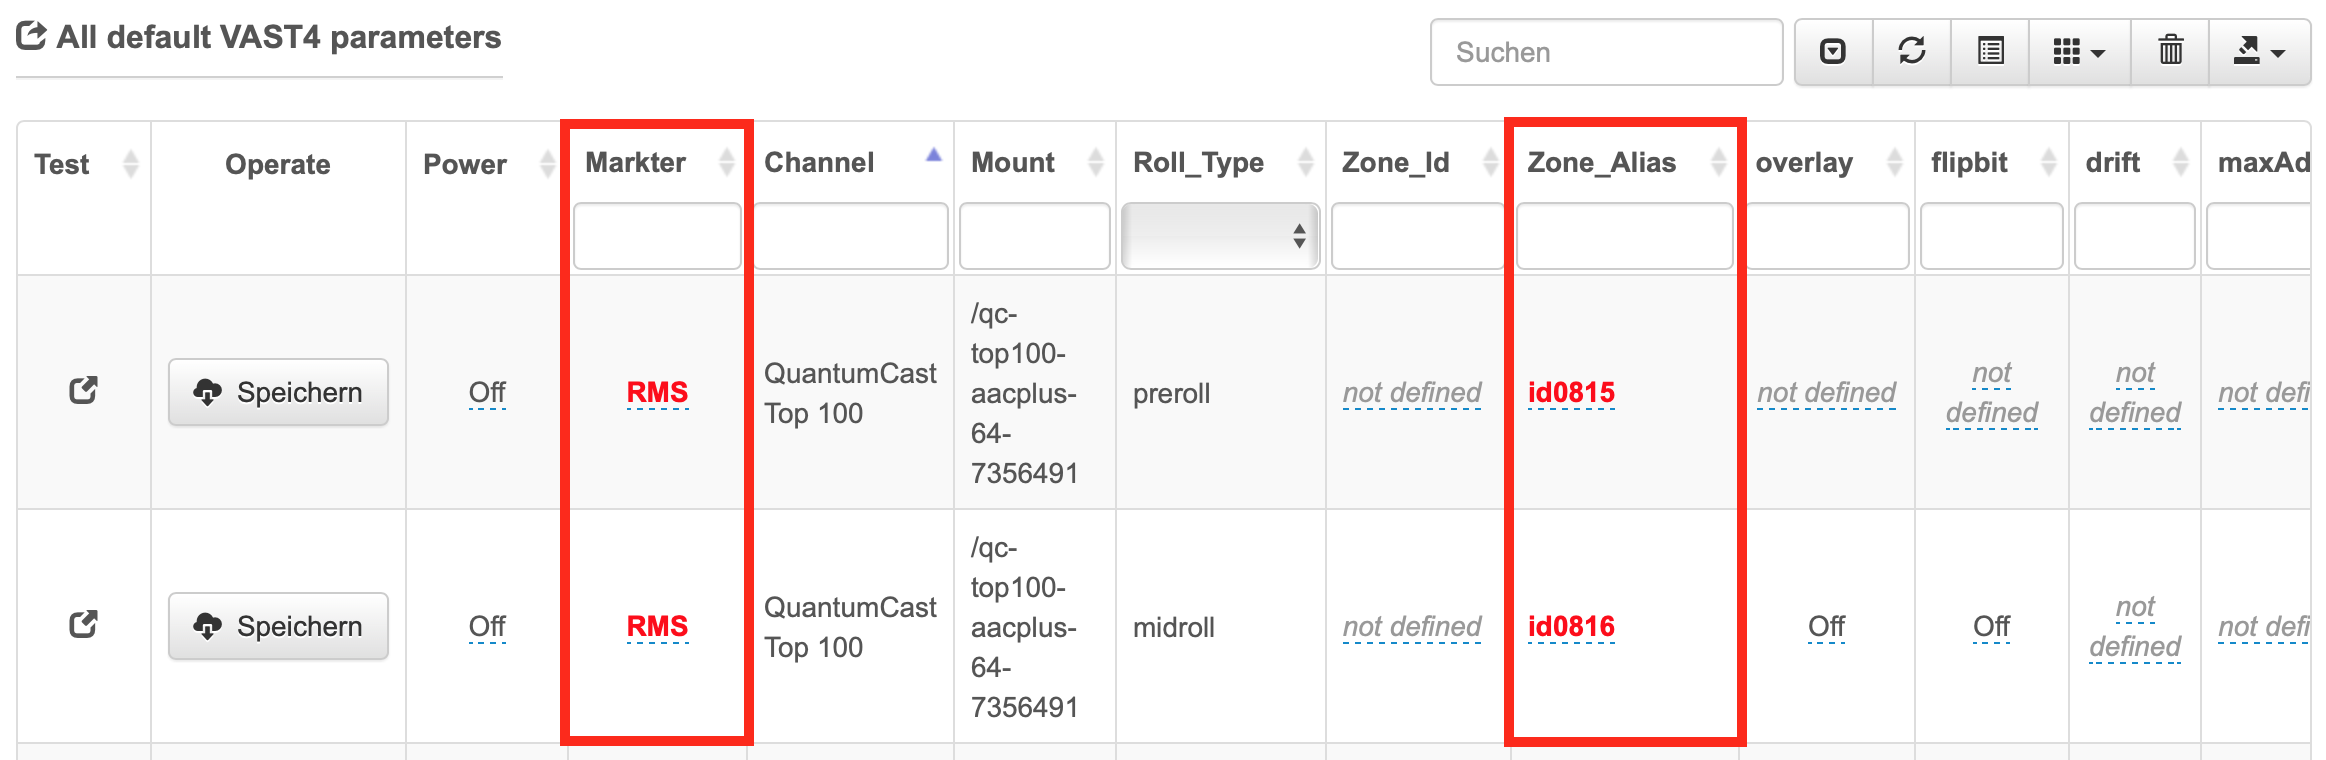 All default VAST4 parameters
Suchen
Test Operate Power Markter Channel Mount Roll_Type Zone_Id Zone_Alias overlay flipbit drift maxAd
/qc-
top100-
aacplus-
64-
7356491
Speichern Off RMS QuantumCast
Top 100
preroll not defined id0815 not defined not
defined
not
defined
not defi
/qc-
top100-
aacplus-
64-
7356491
Speichern Off RMS QuantumCast
Top 100
midroll not defined id0816 Off Off not
defined
not defi